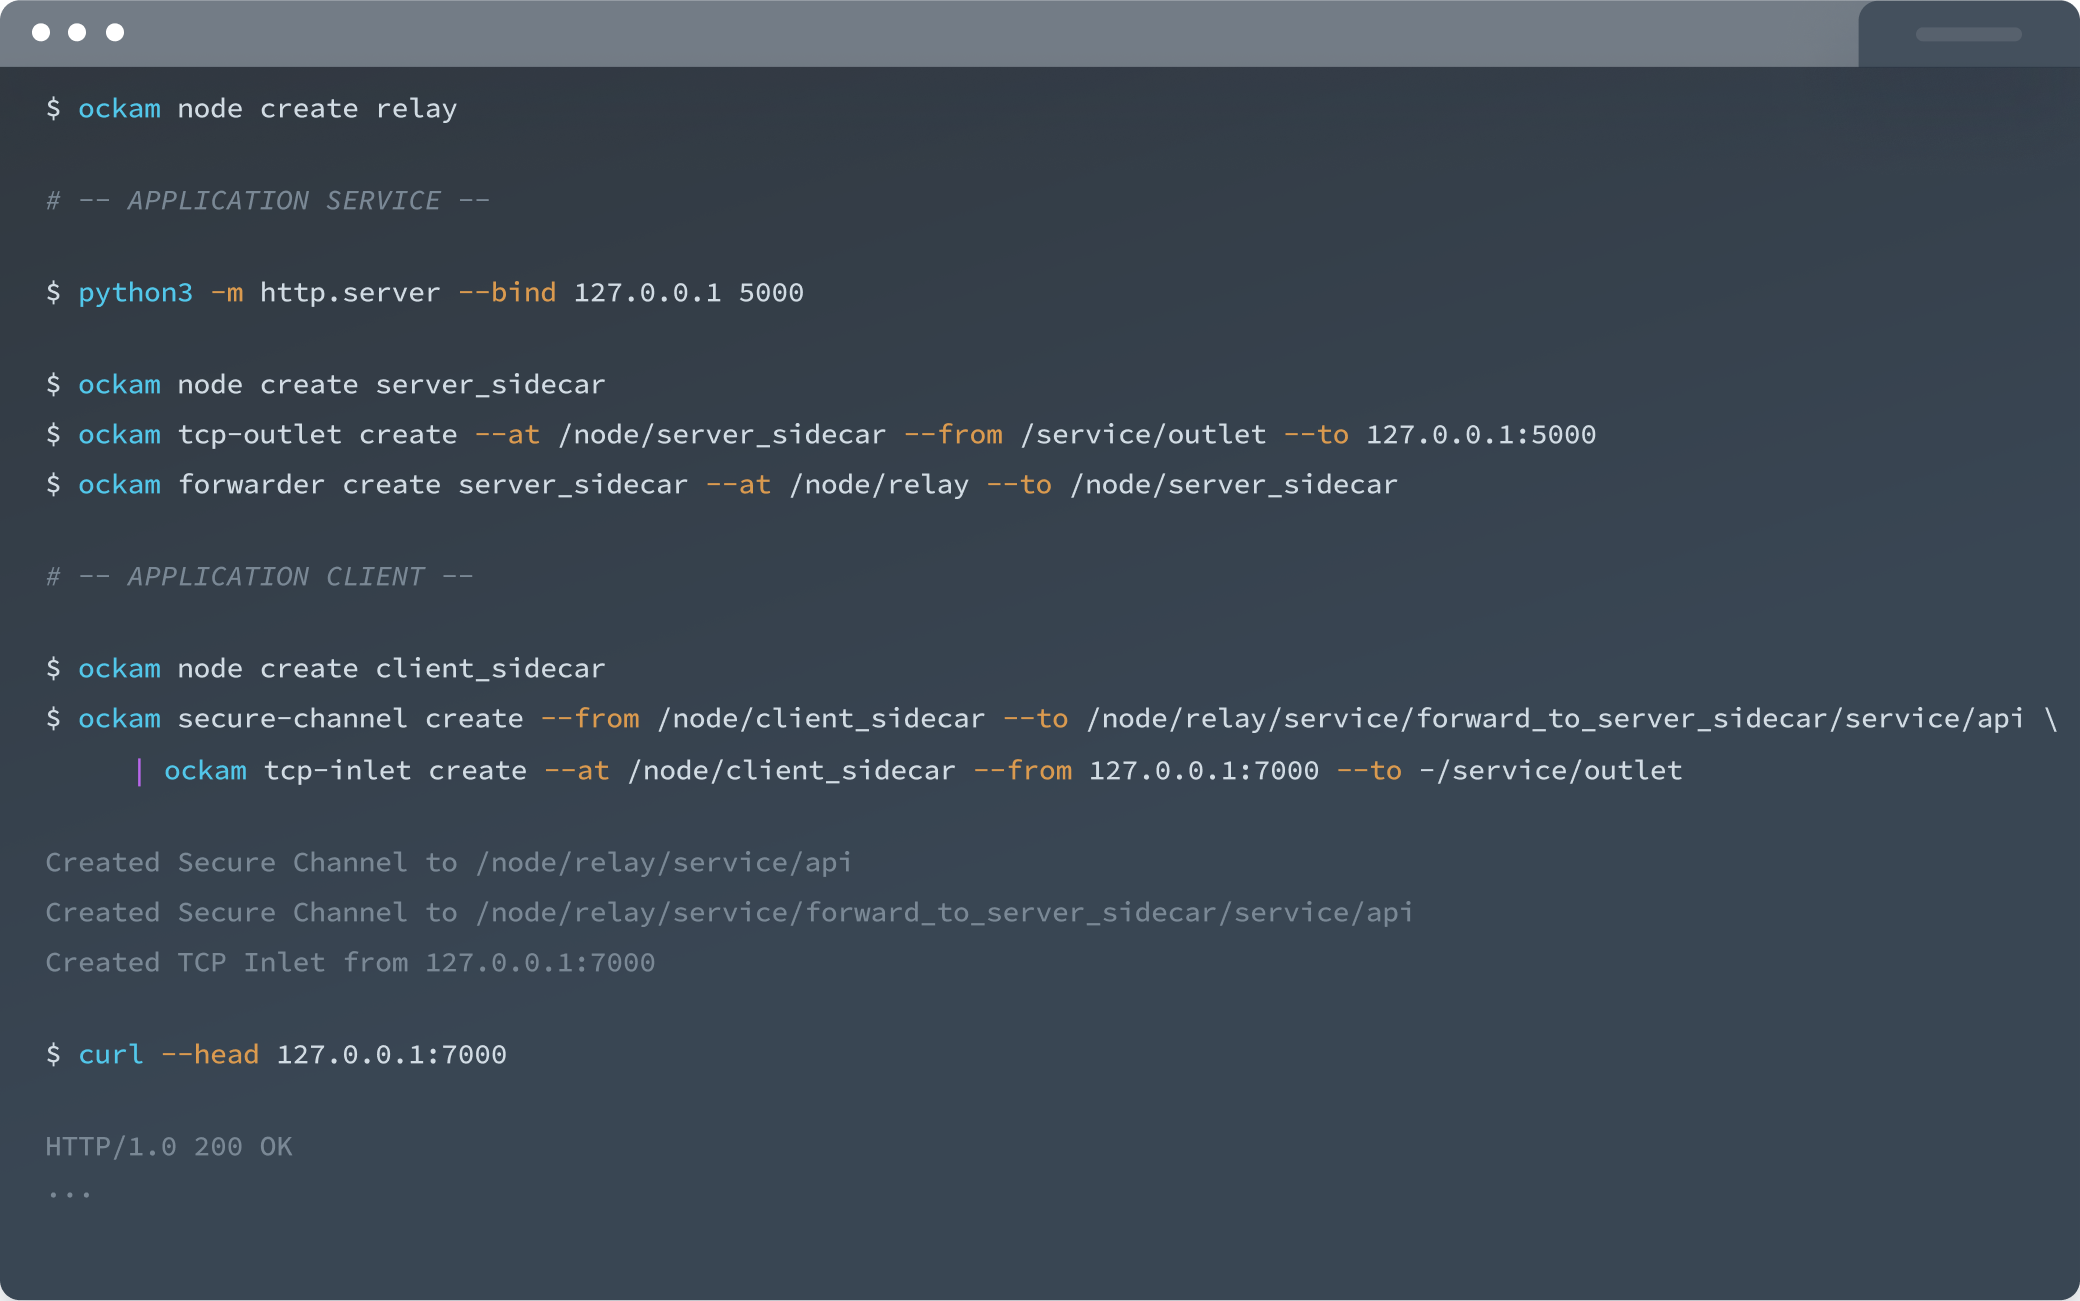 $ ockam node create relay
# -- APPLICATION SERVICE --
$ python3 -m http.server --bind 127.0.0.1 5000
$ ockam node create server_sidecar
$ ockam tcp-outlet create --at /node/server_sidecar --from /service/outlet --to 127.0.0.1:5000
$ ockam forwarder create server_sidecar --at /node/relay --to /node/server_sidecar
# -- APPLICATION CLIENT --
$ ockam node create client_sidecar
$ ockam secure-channel create --from /node/client_sidecar --to /node/relay/service/forward_to_server_sidecar/service/api \
| ockam tcp-inlet create --at /node/client_sidecar --from 127.0.0.1:7000 --to -/service/outlet
Created Secure Channel to /node/relay/service/api
Created Secure Channel to /node/relay/service/forward_to_server_sidecar/service/api
Created TCP Inlet from 127.0.0.1:7000
$ curl --head 127.0.0.1:7000
HTTP/1.0 200 OK
...